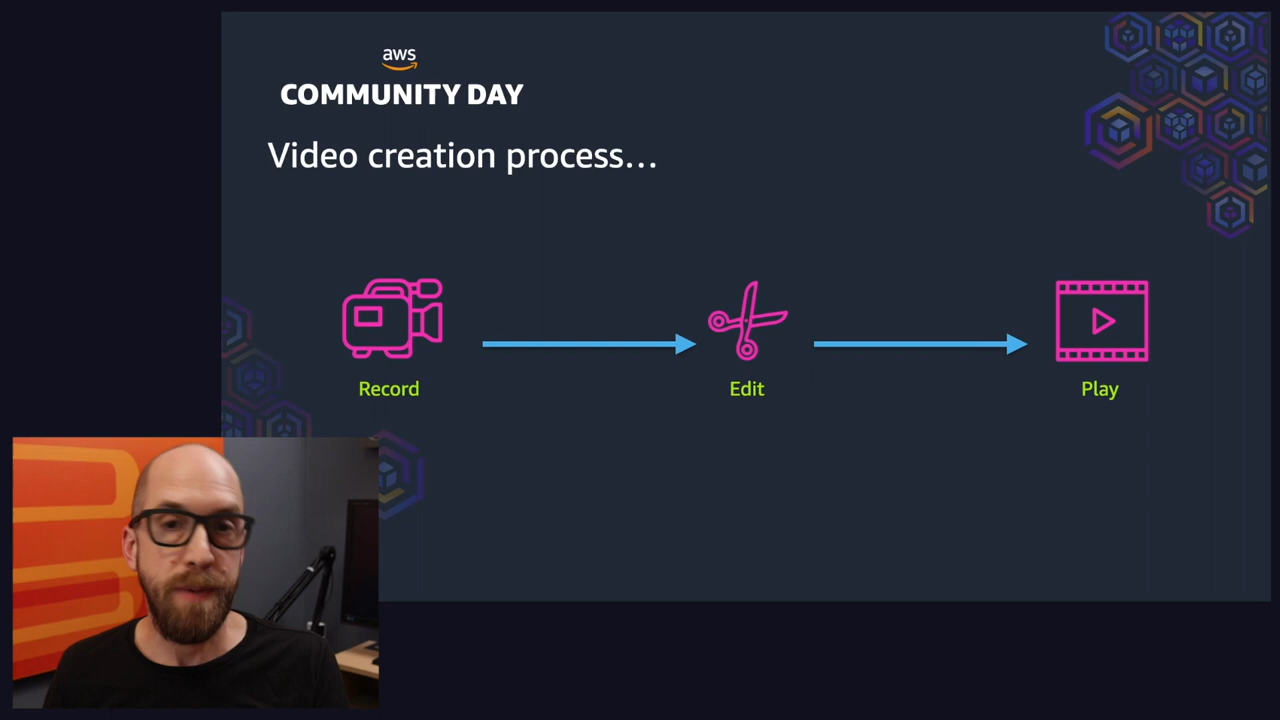 aws
COMMUNITY DAY
Video creation process…
Record
Edit
Play